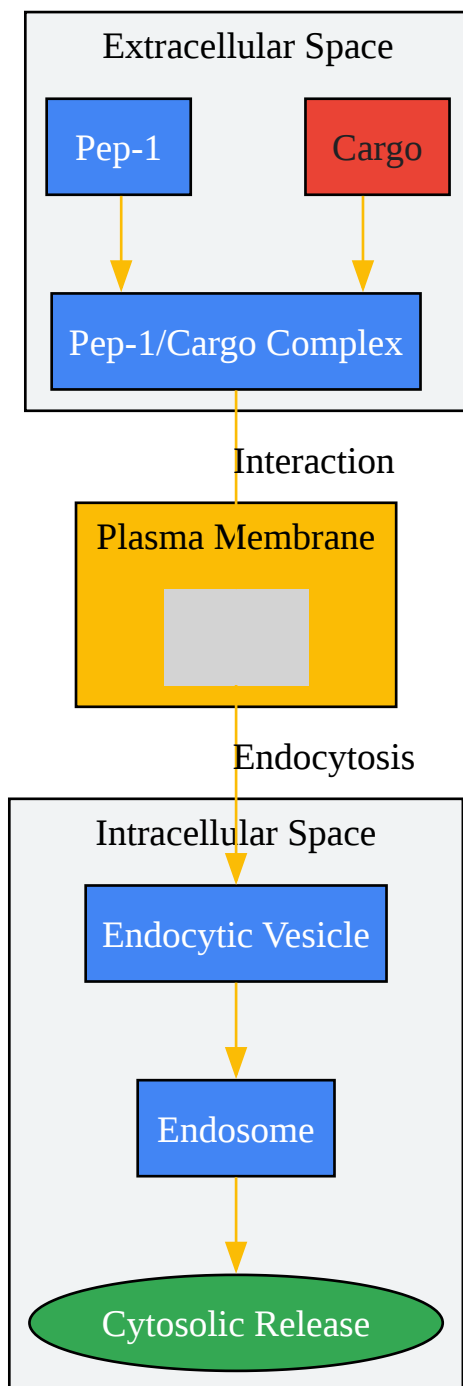 Extracellular Space
Pep-1
Cargo
Pep-1/Cargo Complex
Interaction
Plasma Membrane
Endocytosis
Intracellular Space
Endocytic Vesicle
Endosome
Cytosolic Release